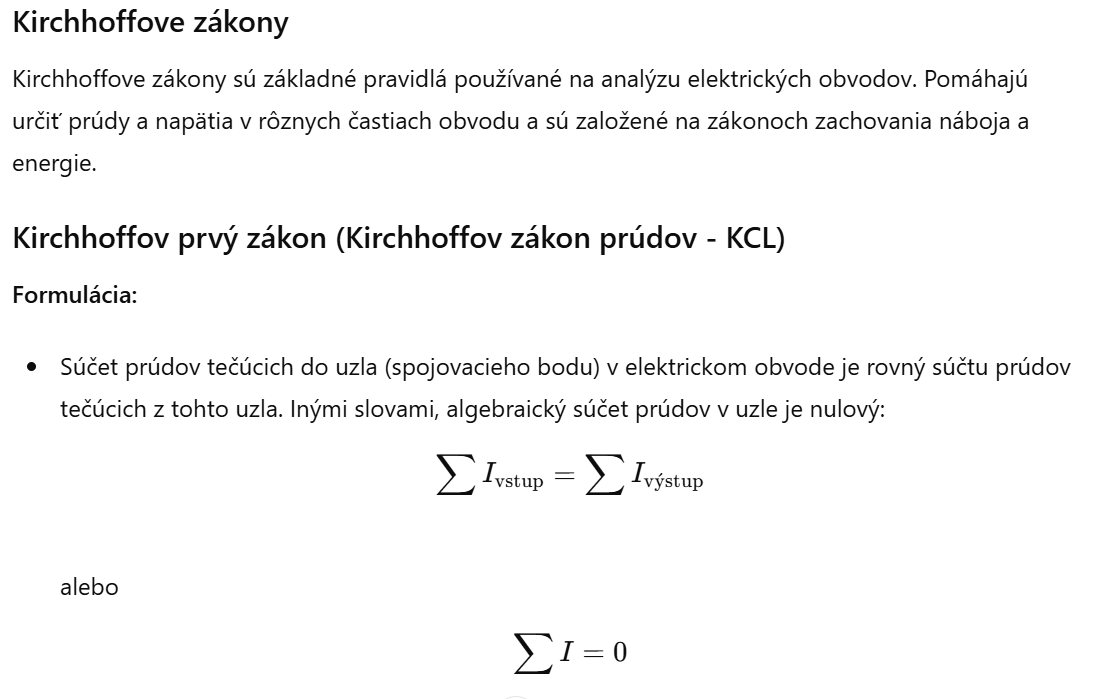 Kirchhoffove zákony
Kirchhoffove zákony sú základné pravidlá používané na analýzu elektrických obvodov. Pomáhajú
určiť prúdy a napätia v rôznych častiach obvodu a sú založené na zákonoch zachovania náboja a
energie.
Kirchhoffov prvý zákon (Kirchhoffov zákon prúdov - KCL)
Formulácia:
• Súčet prúdov tečúcich do uzla (spojovacieho bodu) v elektrickom obvode je rovný súčtu prúdov
tečúcich z tohto uzla. Inými slovami, algebraický súčet prúdov v uzle je nulový:
∑ I_vstup = ∑ I_výstup
alebo
∑ I = 0